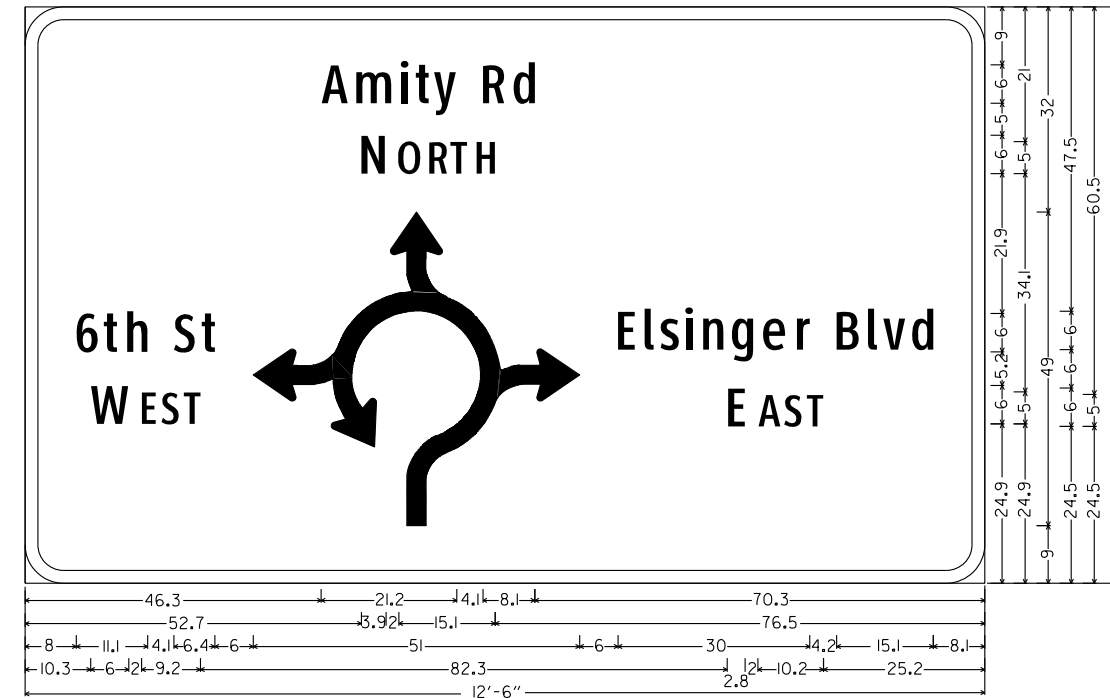 Amity Rd
NORTH
6th St
WEST
Elsinger Blvd
EAST
9 6 5 6 21.9 6 5.2 6 24.9
21 5 34.1 5 24.9
32 49 9
47.5 6 6 6 24.5
60.5 5 24.5
46.3 21.2 4.1 8.1 70.3
52.7 3.9 2 15.1 76.5
8 11.1 4.1 6.4 6 51 6 30 4.2 15.1 8.1
10.3 6 2 9.2 82.3 2.8 2 10.2 25.2
12'-6"